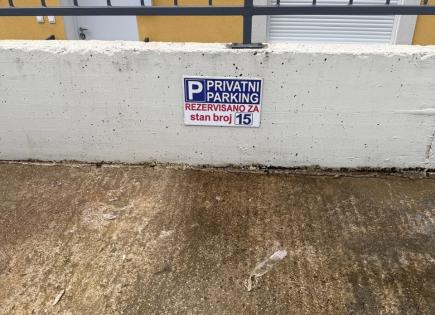 P PRIVATNI
PARKING
REZERVISANO ZA
stan broj 15